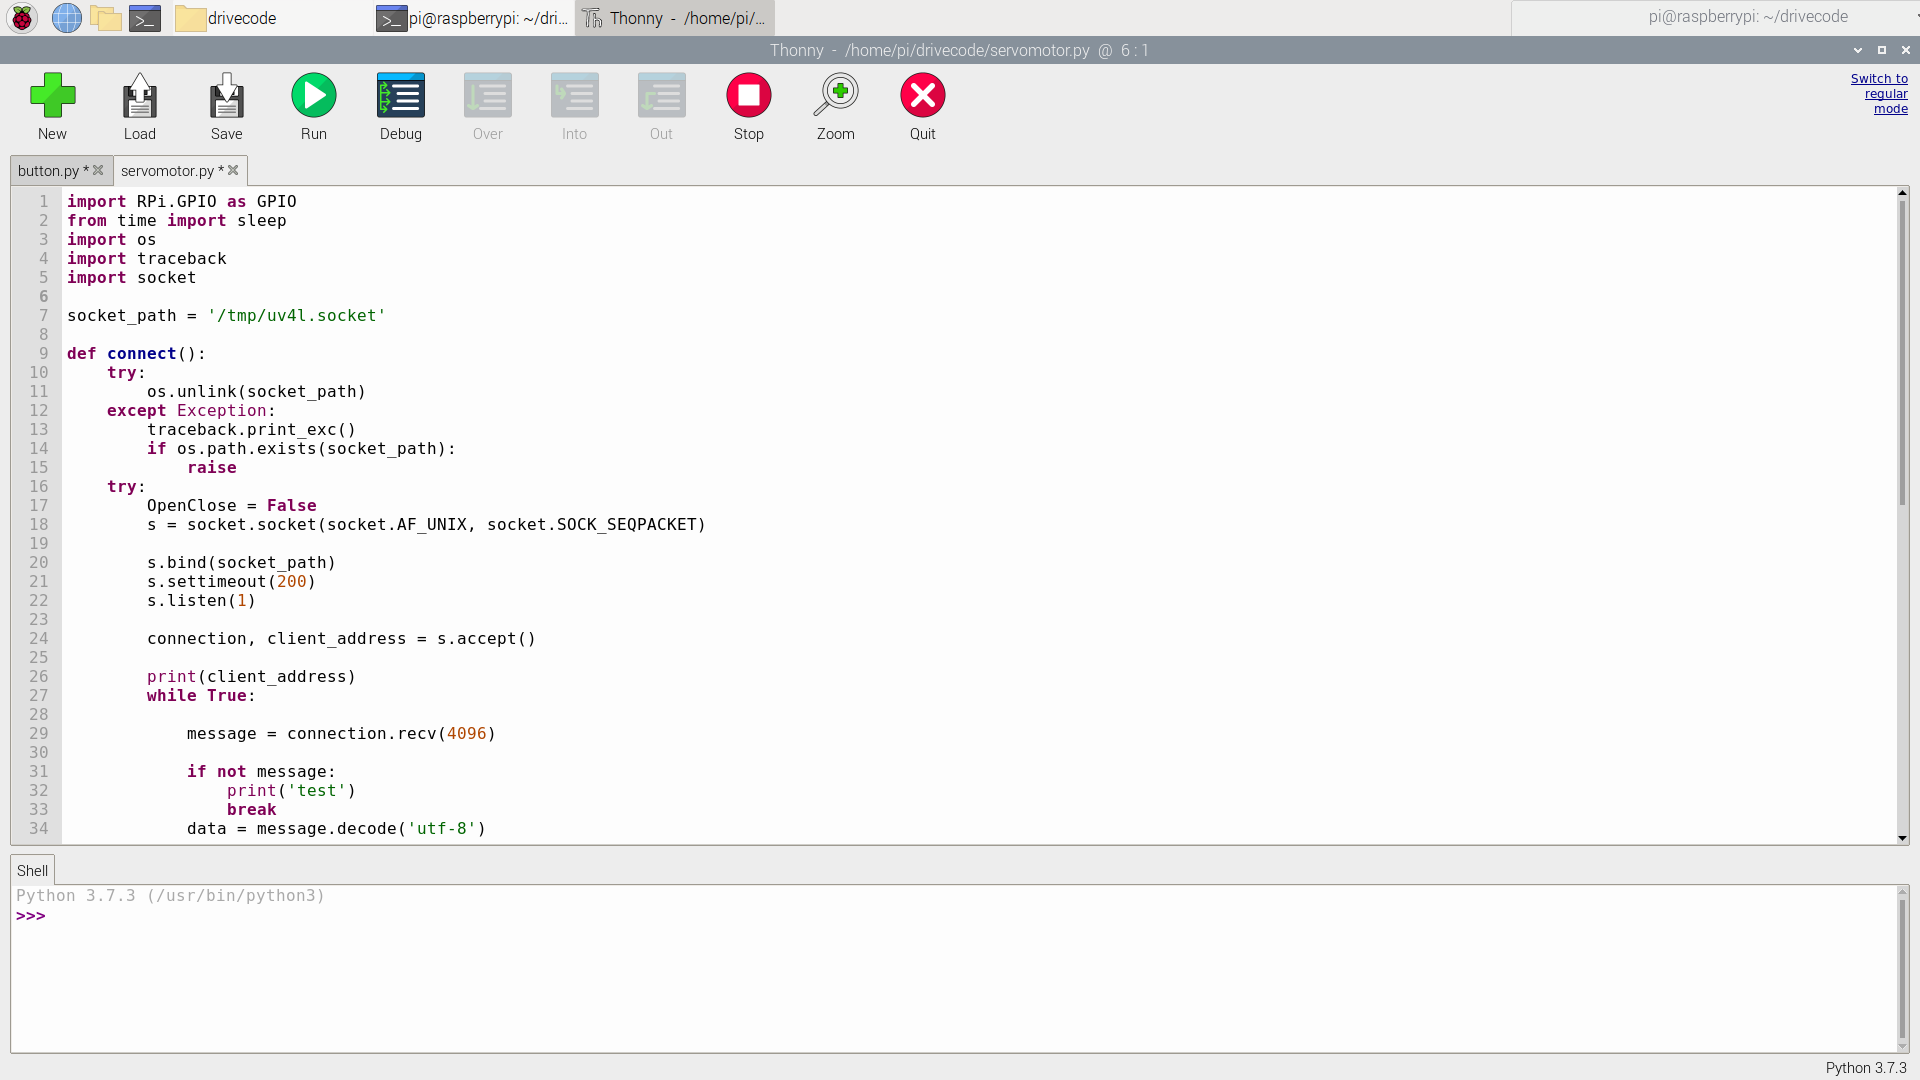 drivecode
pi@raspberrypi: ~/dri...
Thonny - /home/pi/...
pi@raspberrypi: ~/drivecode
Thonny - /home/pi/drivecode/servomotor.py @ 6 : 1
New
Load
Save
Run
Debug
Over
Into
Out
Stop
Zoom
Quit
Switch to
regular
mode
button.py *
servomotor.py *
1 import RPi.GPIO as GPIO
2 from time import sleep
3 import os
4 import traceback
5 import socket
6
7 socket_path = '/tmp/uv4l.socket'
8
9 def connect():
10     try:
11         os.unlink(socket_path)
12     except Exception:
13         traceback.print_exc()
14         if os.path.exists(socket_path):
15             raise
16     try:
17         OpenClose = False
18         s = socket.socket(socket.AF_UNIX, socket.SOCK_SEQPACKET)
19
20         s.bind(socket_path)
21         s.settimeout(200)
22         s.listen(1)
23
24         connection, client_address = s.accept()
25
26         print(client_address)
27         while True:
28
29             message = connection.recv(4096)
30
31             if not message:
32                 print('test')
33                 break
34             data = message.decode('utf-8')
Shell
Python 3.7.3 (/usr/bin/python3)
>>>
Python 3.7.3